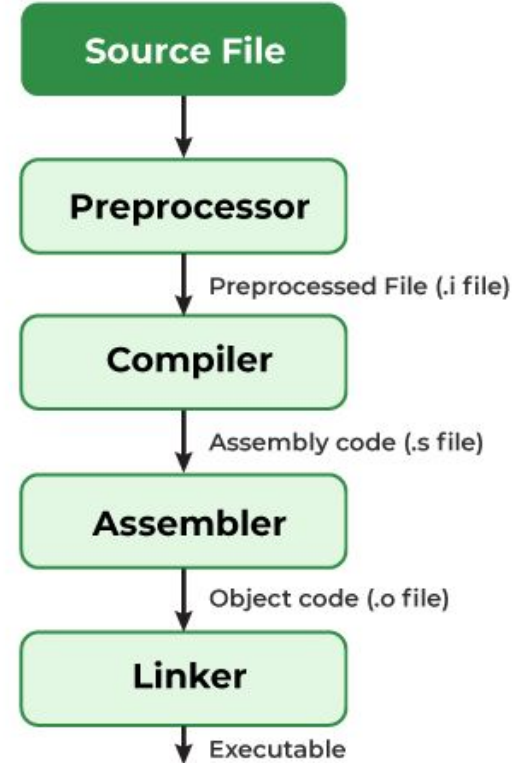 Source File
Preprocessor
Preprocessed File (.i file)
Compiler
Assembly code (.s file)
Assembler
Object code (.o file)
Linker
Executable